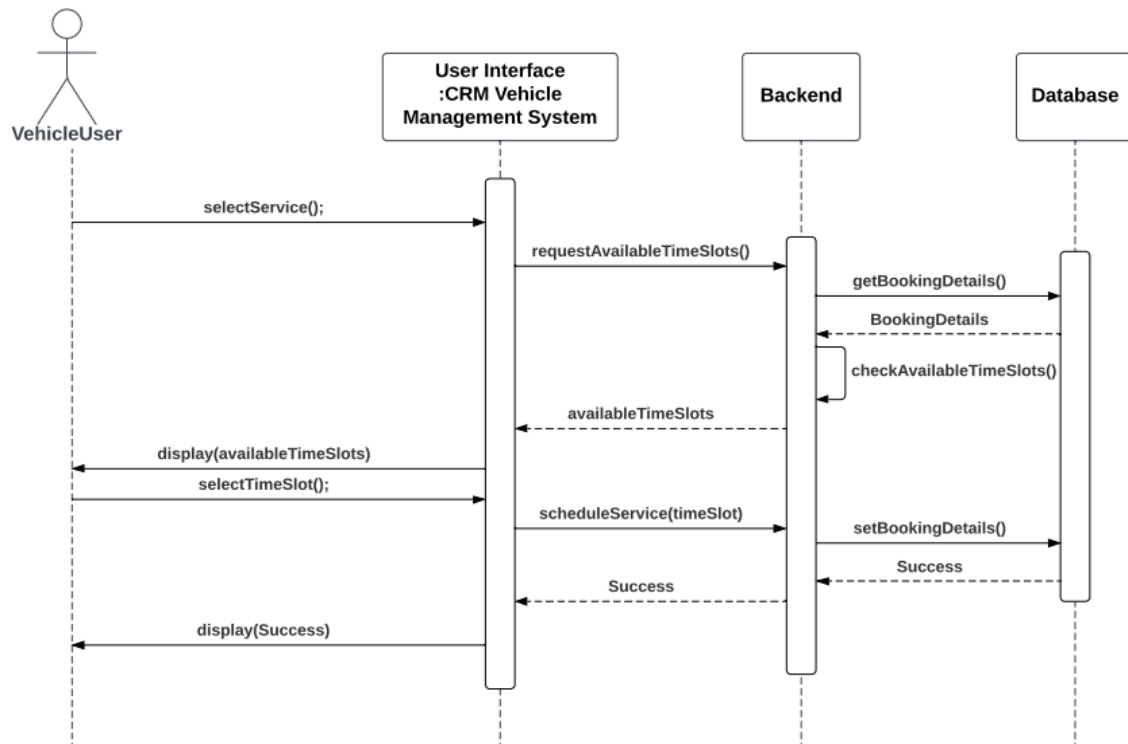 VehicleUser
User Interface
:CRM Vehicle
Management System
Backend
Database
selectService();
requestAvailableTimeSlots()
getBookingDetails()
BookingDetails
checkAvailableTimeSlots()
availableTimeSlots
display(availableTimeSlots)
selectTimeSlot();
scheduleService(timeSlot)
setBookingDetails()
Success
Success
display(Success)